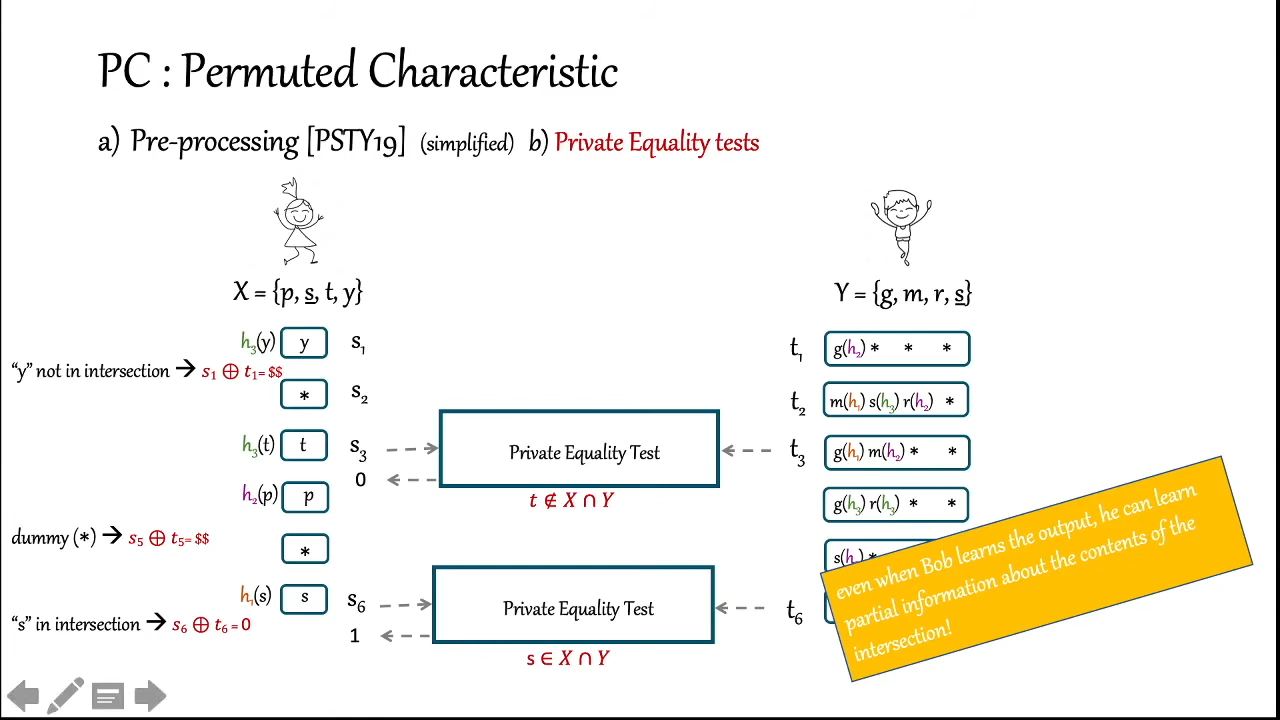 PC : Permuted Characteristic
a) Pre-processing [PSTY19] (simplified) b) Private Equality tests
X = {p, s, t, y}
Y = {g, m, r, s}
h₃(y) y s₁
t₁ g(h₂) * * *
"y" not in intersection → s₁ ⊕ t₁= $$
* s₂
t₂ m(h₁) s(h₃) r(h₂) *
h₃(t) t s₃
Private Equality Test
t₃ g(h₁) m(h₂) * *
0
t ∉ X ∩ Y
h₂(p) p
g(h₃) r(h₃) * *
dummy (*) → s₅ ⊕ t₅= $$
*
s(h₂) *
h₁(s) s s₆
Private Equality Test
t₆
"s" in intersection → s₆ ⊕ t₆ = 0
1
s ∈ X ∩ Y
even when Bob learns the output, he can learn
partial information about the contents of the
intersection!